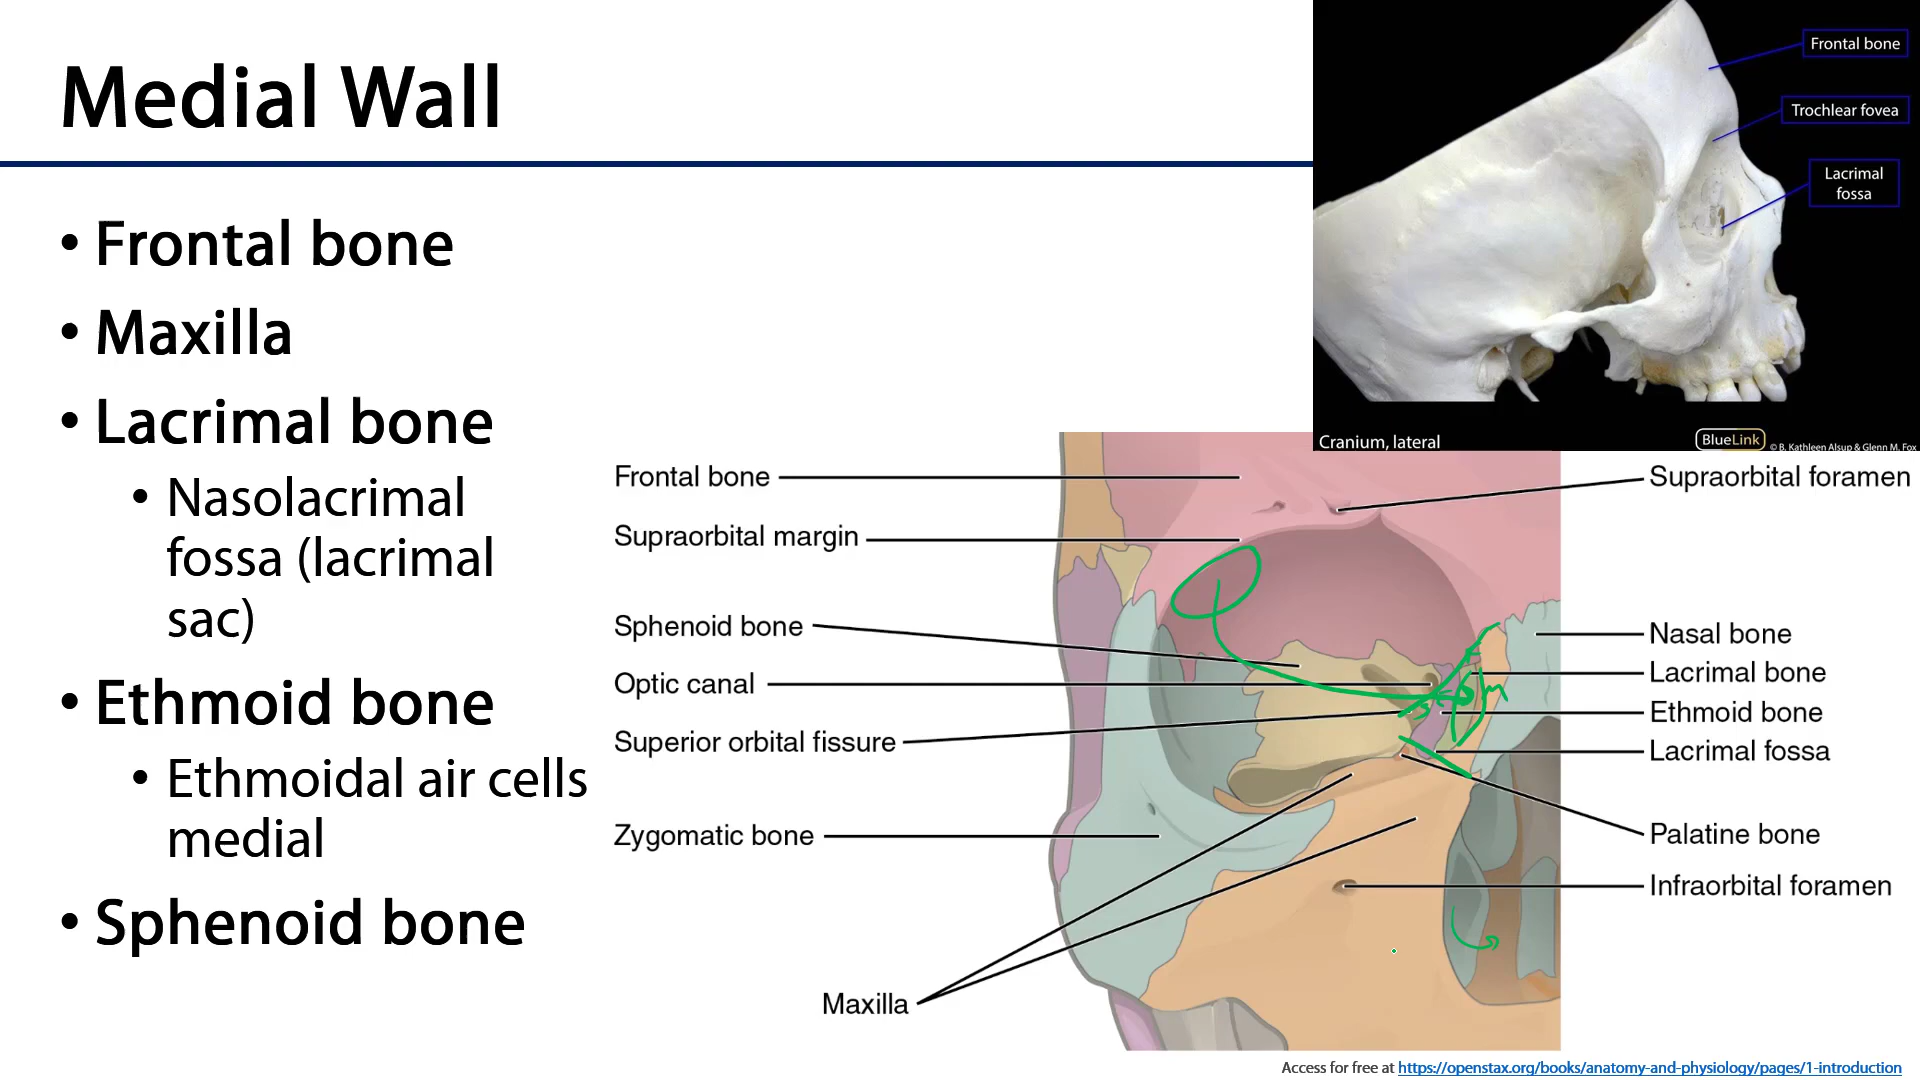 Medial Wall
• Frontal bone
• Maxilla
• Lacrimal bone
• Nasolacrimal
fossa (lacrimal
sac)
• Ethmoid bone
• Ethmoidal air cells
medial
• Sphenoid bone
Frontal bone
Trochlear fovea
Lacrimal
fossa
Cranium, lateral
BlueLink
© B. Kathleen Alsup & Glenn M. Fox
Frontal bone
Supraorbital margin
Sphenoid bone
Optic canal
Superior orbital fissure
Zygomatic bone
Maxilla
Supraorbital foramen
Nasal bone
Lacrimal bone
Ethmoid bone
Lacrimal fossa
Palatine bone
Infraorbital foramen
Access for free at https://openstax.org/books/anatomy-and-physiology/pages/1-introduction